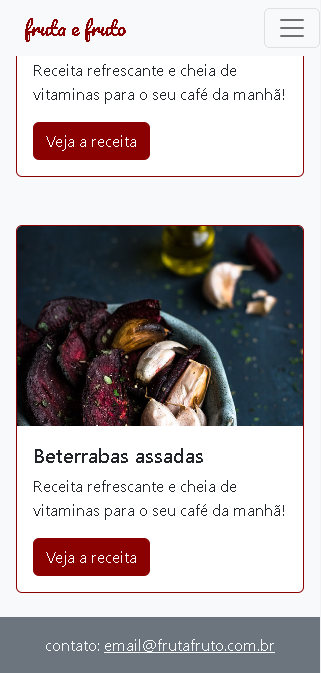 fruta e fruto
Receita refrescante e cheia de
vitaminas para o seu café da manhã!
Veja a receita
Beterrabas assadas
Receita refrescante e cheia de
vitaminas para o seu café da manhã!
Veja a receita
contato: email@frutafruto.com.br